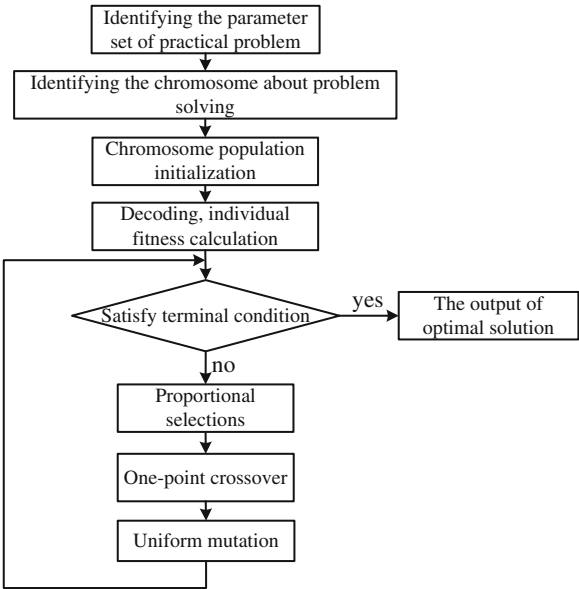 Identifying the parameter
set of practical problem
Identifying the chromosome about problem
solving
Chromosome population
initialization
Decoding, individual
fitness calculation
Satisfy terminal condition
yes
The output of
optimal solution
no
Proportional
selections
One-point crossover
Uniform mutation